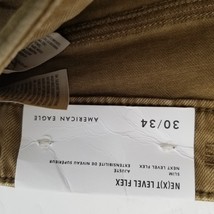 NE(X)T LEVEL FLEX
AJUSTÉ
EXTENSIBILITÉ DE NIVEAU SUPÉRIEUR
SLIM
NEXT LEVEL FLEX
30/34
AMERICAN EAGLE